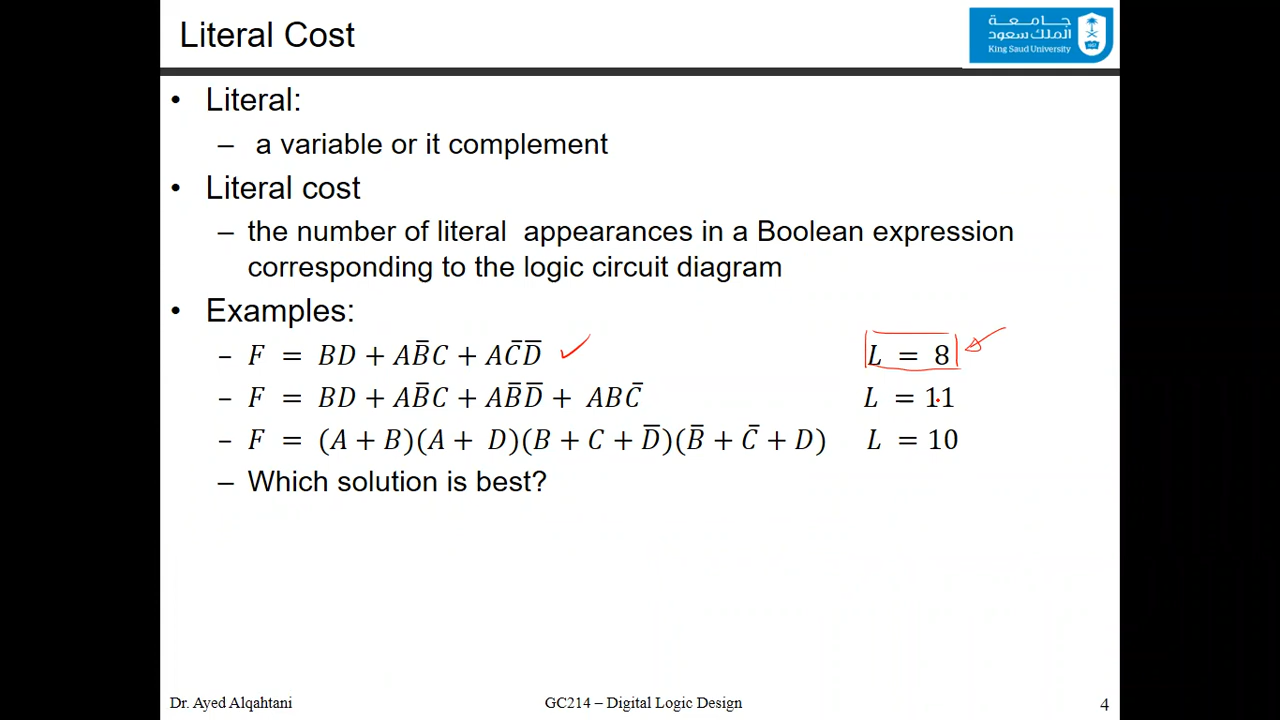 Literal Cost
جامعة
الملك سعود
King Saud University
• Literal:
– a variable or it complement
• Literal cost
– the number of literal appearances in a Boolean expression
corresponding to the logic circuit diagram
• Examples:
– F = BD + AB̅C + AC̅D̅ ✓ L = 8
– F = BD + AB̅C + AB̅D̅ + ABC̅ L = 11
– F = (A + B)(A + D)(B + C + D̅)(B̅ + C̅ + D) L = 10
– Which solution is best?
Dr. Ayed Alqahtani GC214 – Digital Logic Design 4